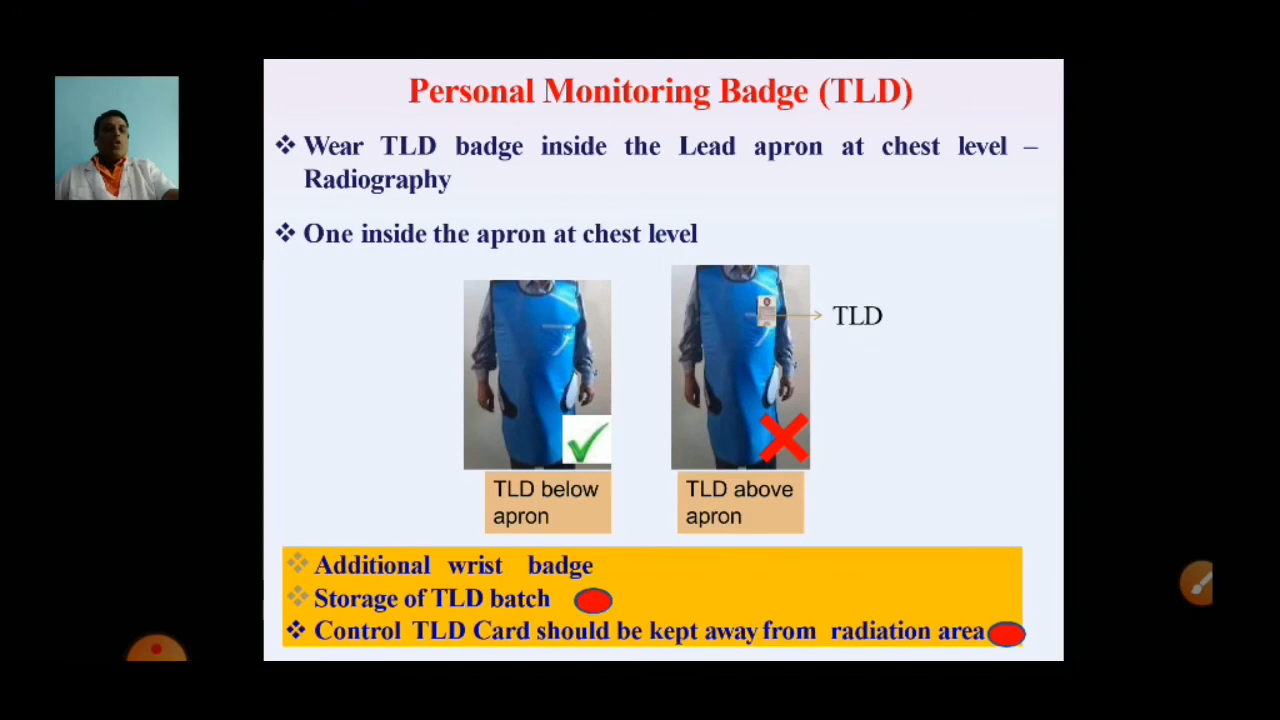 Personal Monitoring Badge (TLD)
❖ Wear TLD badge inside the Lead apron at chest level –
Radiography
❖ One inside the apron at chest level
TLD
TLD below
apron
TLD above
apron
❖ Additional wrist badge
❖ Storage of TLD batch
❖ Control TLD Card should be kept away from radiation area